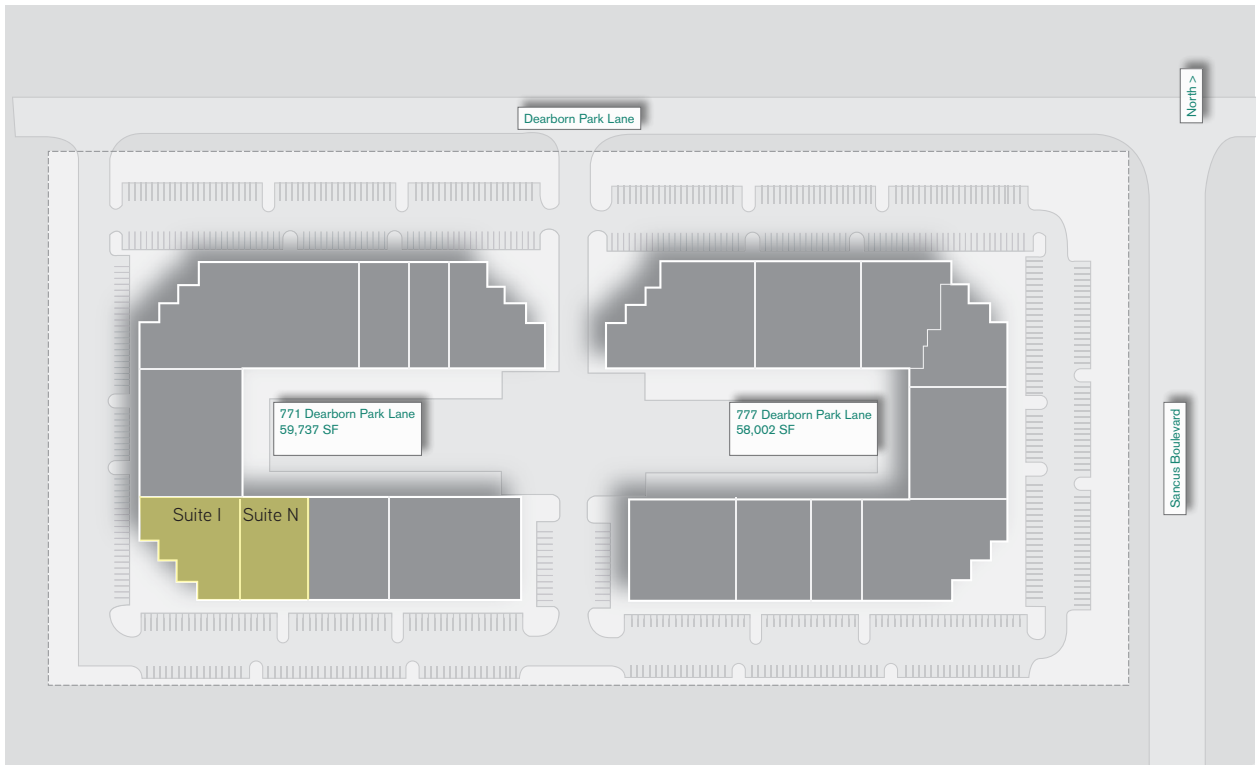 North >
Dearborn Park Lane
771 Dearborn Park Lane
59,737 SF
777 Dearborn Park Lane
58,002 SF
Sancus Boulevard
Suite I
Suite N